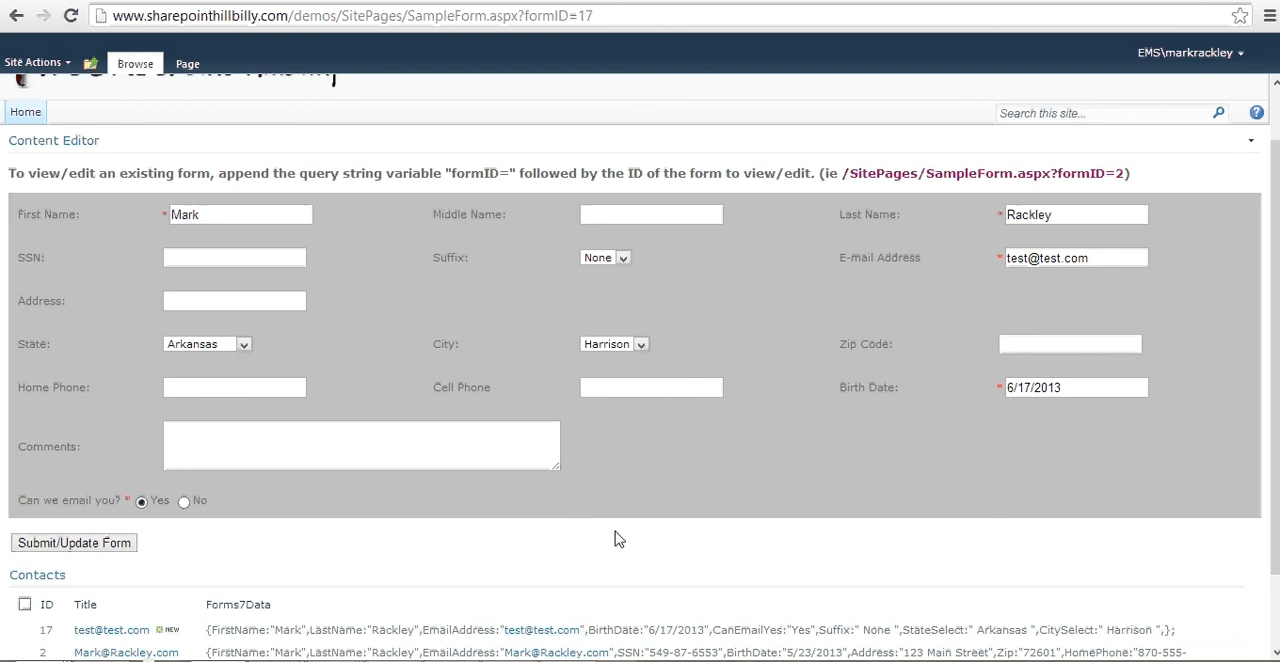 www.sharepointhillbilly.com/demos/SitePages/SampleForm.aspx?formID=17
EMS\markrackley
Site Actions Browse Page
Home Search this site...
Content Editor
To view/edit an existing form, append the query string variable "formID=" followed by the ID of the form to view/edit. (ie /SitePages/SampleForm.aspx?formID=2)
First Name: * Mark Middle Name: Last Name: * Rackley
SSN: Suffix: None E-mail Address * test@test.com
Address:
State: Arkansas City: Harrison Zip Code:
Home Phone: Cell Phone Birth Date: * 6/17/2013
Comments:
Can we email you? * Yes No
Submit/Update Form
Contacts
ID Title Forms7Data
17 test@test.com NEW {FirstName:"Mark",LastName:"Rackley",EmailAddress:"test@test.com",BirthDate:"6/17/2013",CanEmailYes:"Yes",Suffix:" None ",StateSelect:" Arkansas ",CitySelect:" Harrison ",};
2 Mark@Rackley.com {FirstName:"Mark",LastName:"Rackley",EmailAddress:"Mark@Rackley.com",SSN:"549-87-6553",BirthDate:"5/23/2013",Address:"123 Main Street",Zip:"72601",HomePhone:"870-555-